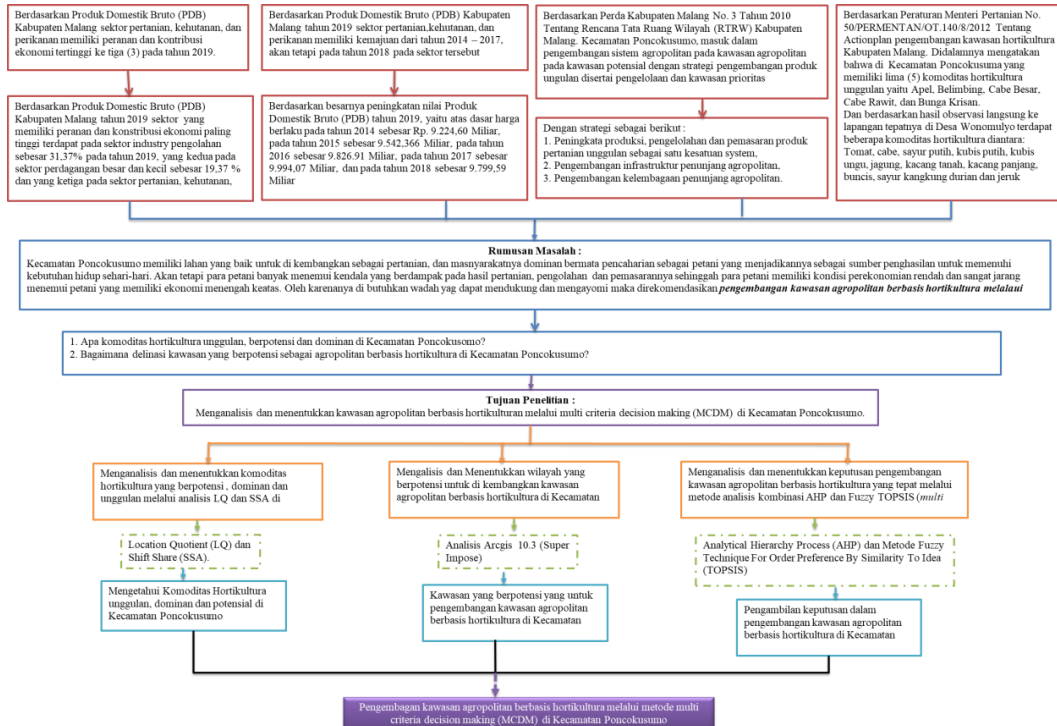 Berdasarkan Produk Domestik Bruto (PDB)
Kabupaten Malang sektor pertanian, kehutanan, dan
perikanan memiliki peranan dan kontribusi
ekonomi tertinggi ke tiga (3) pada tahun 2019.
Berdasarkan Produk Domestik Bruto (PDB) Kabupaten
Malang tahun 2019 sektor pertanian,kehutanan, dan
perikanan memiliki kemajuan dari tahun 2014 – 2017,
akan tetapi pada tahun 2018 pada sektor tersebut
Berdasarkan Perda Kabupaten Malang No. 3 Tahun 2010
Tentang Rencana Tata Ruang Wilayah (RTRW) Kabupaten
Malang. Kecamatan Poncokusumo, masuk dalam
pengembangan sistem agropolitan pada kawasan agropolitan
pada kawasan potensial dengan strategi pengembangan produk
ungulan disertai pengelolaan dan kawasan prioritas
Berdasarkan Peraturan Menteri Pertanian No.
50/PERMENTAN/OT.140/8/2012 Tentang
Actionplan pengembangan kawasan hortikultura
Kabupaten Malang. Didalamnya mengatakan
bahwa di Kecamatan Poncokusuma yang
memiliki lima (5) komoditas hortikultura
unggulan yaitu Apel, Belimbing, Cabe Besar,
Cabe Rawit, dan Bunga Krisan.
Dan berdasarkan hasil observasi langsung ke
lapangan tepatnya di Desa Wonomulyo terdapat
beberapa komoditas hortikultura diantara:
Tomat, cabe, sayur putih, kubis putih, kubis
ungu, jagung, kacang tanah, kacang panjang,
buncis, sayur kangkung durian dan jeruk
Berdasarkan Produk Domestic Bruto (PDB)
Kabupaten Malang tahun 2019 sektor yang
memiliki peranan dan konstribusi ekonomi paling
tinggi terdapat pada sektor industry pengolahan
sebesar 31,37% pada tahun 2019, yang kedua pada
sektor perdagangan besar dan kecil sebesar 19,37 %
dan yang ketiga pada sektor pertanian, kehutanan,
Berdasarkan besarnya peningkatan nilai Produk
Domestik Bruto (PDB) tahun 2019, yaitu atas dasar harga
berlaku pada tahun 2014 sebesar Rp. 9.224,60 Miliar,
pada tahun 2015 sebesar 9.542,366 Miliar, pada tahun
2016 sebesar 9.826.91 Miliar, pada tahun 2017 sebesar
9.994,07 Miliar, dan pada tahun 2018 sebesar 9.799,59
Miliar
Dengan strategi sebagai berikut :
1. Peningkata produksi, pengelolahan dan pemasaran produk
pertanian unggulan sebagai satu kesatuan system,
2. Pengembangan infraktruktur penunjang agropolitan.
3. Pengembangan kelembagaan penunjang agropolitan.
Rumusan Masalah :
Kecamatan Poncokusumo memiliki lahan yang baik untuk di kembangkan sebagai pertanian, dan masnyarakatnya dominan bermata pencaharian sebagai petani yang menjadikannya sebagai sumber penghasilan untuk memenuhi
kebutuhan hidup sehari-hari. Akan tetapi para petani banyak menemui kendala yang berdampak pada hasil pertanian, pengolahan dan pemasarannya sehinggah para petani memiliki kondisi perekonomian rendah dan sangat jarang
menemui petani yang memiliki ekonomi menengah keatas. Oleh karenanya di butuhkan wadah yag dapat mendukung dan mengayomi maka direkomendasikan pengembangan kawasan agropolitan berbasis hortikultura melalaui
1. Apa komoditas hortikultura unggulan, berpotensi dan dominan di Kecamatan Poncokusomo?
2. Bagaimana delinasi kawasan yang berpotensi sebagai agropolitan berbasis hortikultura di Kecamatan Poncokusumo?
Tujuan Penelitian :
Menganalisis dan menentukkan kawasan agropolitan berbasis hortikulturan melalui multi criteria decision making (MCDM) di Kecamatan Poncokusumo.
Menganalisis dan menentukkan komoditas
hortikultura yang berpotensi , dominan dan
unggulan melalui analisis LQ dan SSA di
Mengalisis dan Menentukkan wilayah yang
berpotensi untuk di kembangkan kawasan
agropolitan berbasis hortikultura di Kecamatan
Menganalisis dan menentukkan keputusan pengembangan
kawasan agropolitan berbasis hortikultura yang tepat melalui
metode analisis kombinasi AHP dan Fuzzy TOPSIS (multi
Location Quotient (LQ) dan
Shift Share (SSA).
Analisis Arcgis 10.3 (Super
Impose)
Analytical Hierarchy Process (AHP) dan Metode Fuzzy
Technique For Order Preference By Similarity To Idea
(TOPSIS)
Mengetahui Komoditas Hortikultura
unggulan, dominan dan potensial di
Kecamatan Poncokusumo
Kawasan yang berpotensi yang untuk
pengembangan kawasan agropolitan
berbasis hortikultura di Kecamatan
Pengambilan keputusan dalam
pengembangan kawasan agropolitan
berbasis hortikultura di Kecamatan
Pengembagan kawasan agropolitan berbasis hortikultura melalui metode multi
criteria decision making (MCDM) di Kecamatan Poncokusumo